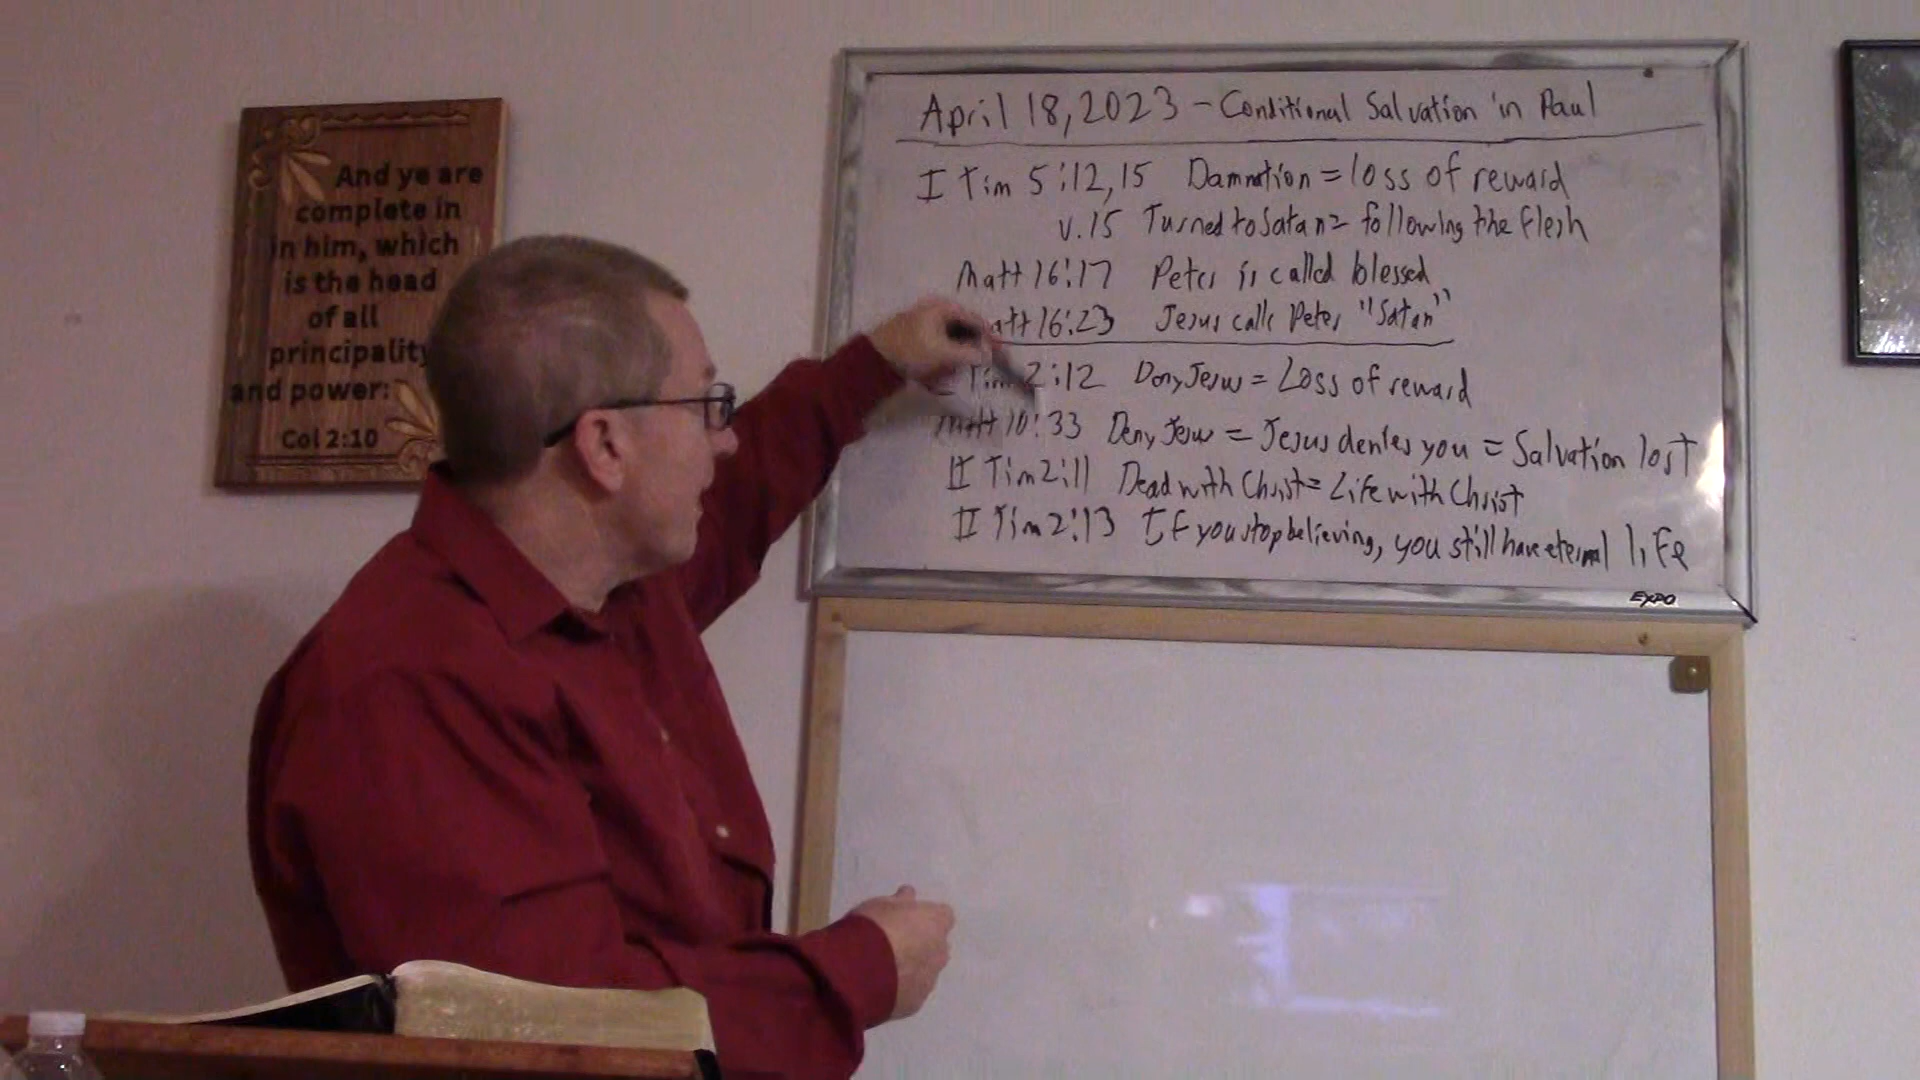 And ye are
complete in
in him, which
is the head
of all
principality
and power:
Col 2:10
April 18, 2023 - Conditional Salvation in Paul
I Tim 5:12,15 Damnation = loss of reward
v.15 Turned to Satan = following the flesh
Matt 16:17 Peter is called blessed
Matt 16:23 Jesus calls Peter "Satan"
Tim 2:12 Deny Jesus = Loss of reward
Matt 10:33 Deny Jesus = Jesus denies you = Salvation lost
II Tim 2:11 Dead with Christ = Life with Christ
II Tim 2:13 If you stop believing, you still have eternal life
EXPO